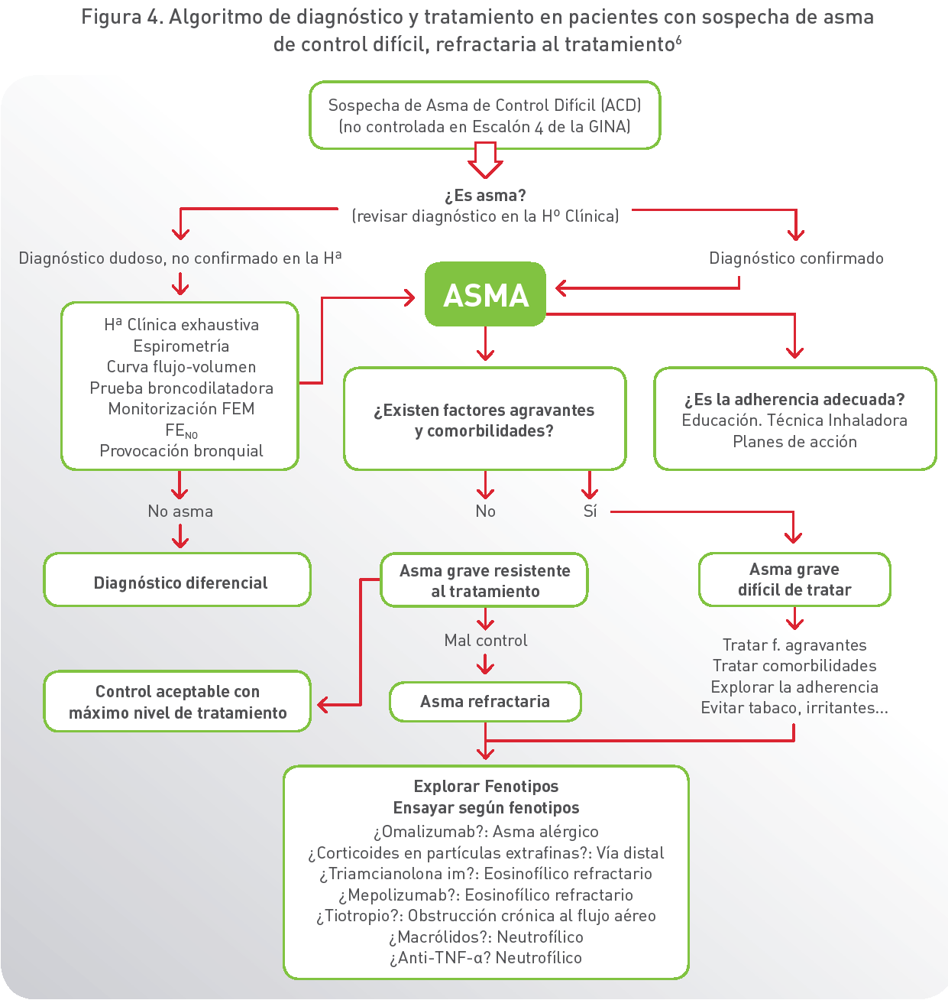 Figura 4. Algoritmo de diagnóstico y tratamiento en pacientes con sospecha de asma
de control difícil, refractaria al tratamiento⁶
Sospecha de Asma de Control Difícil (ACD)
(no controlada en Escalón 4 de la GINA)
¿Es asma?
(revisar diagnóstico en la Hº Clínica)
Diagnóstico dudoso, no confirmado en la Hª
Diagnóstico confirmado
ASMA
Hª Clínica exhaustiva
Espirometría
Curva flujo-volumen
Prueba broncodilatadora
Monitorización FEM
FE_NO
Provocación bronquial
¿Existen factores agravantes
y comorbilidades?
¿Es la adherencia adecuada?
Educación. Técnica Inhaladora
Planes de acción
No asma
No
Sí
Diagnóstico diferencial
Asma grave resistente
al tratamiento
Asma grave
difícil de tratar
Mal control
Tratar f. agravantes
Tratar comorbilidades
Explorar la adherencia
Evitar tabaco, irritantes...
Control aceptable con
máximo nivel de tratamiento
Asma refractaria
Explorar Fenotipos
Ensayar según fenotipos
¿Omalizumab?: Asma alérgico
¿Corticoides en partículas extrafinas?: Vía distal
¿Triamcianolona im?: Eosinofílico refractario
¿Mepolizumab?: Eosinofílico refractario
¿Tiotropio?: Obstrucción crónica al flujo aéreo
¿Macrólidos?: Neutrofílico
¿Anti-TNF-α? Neutrofílico